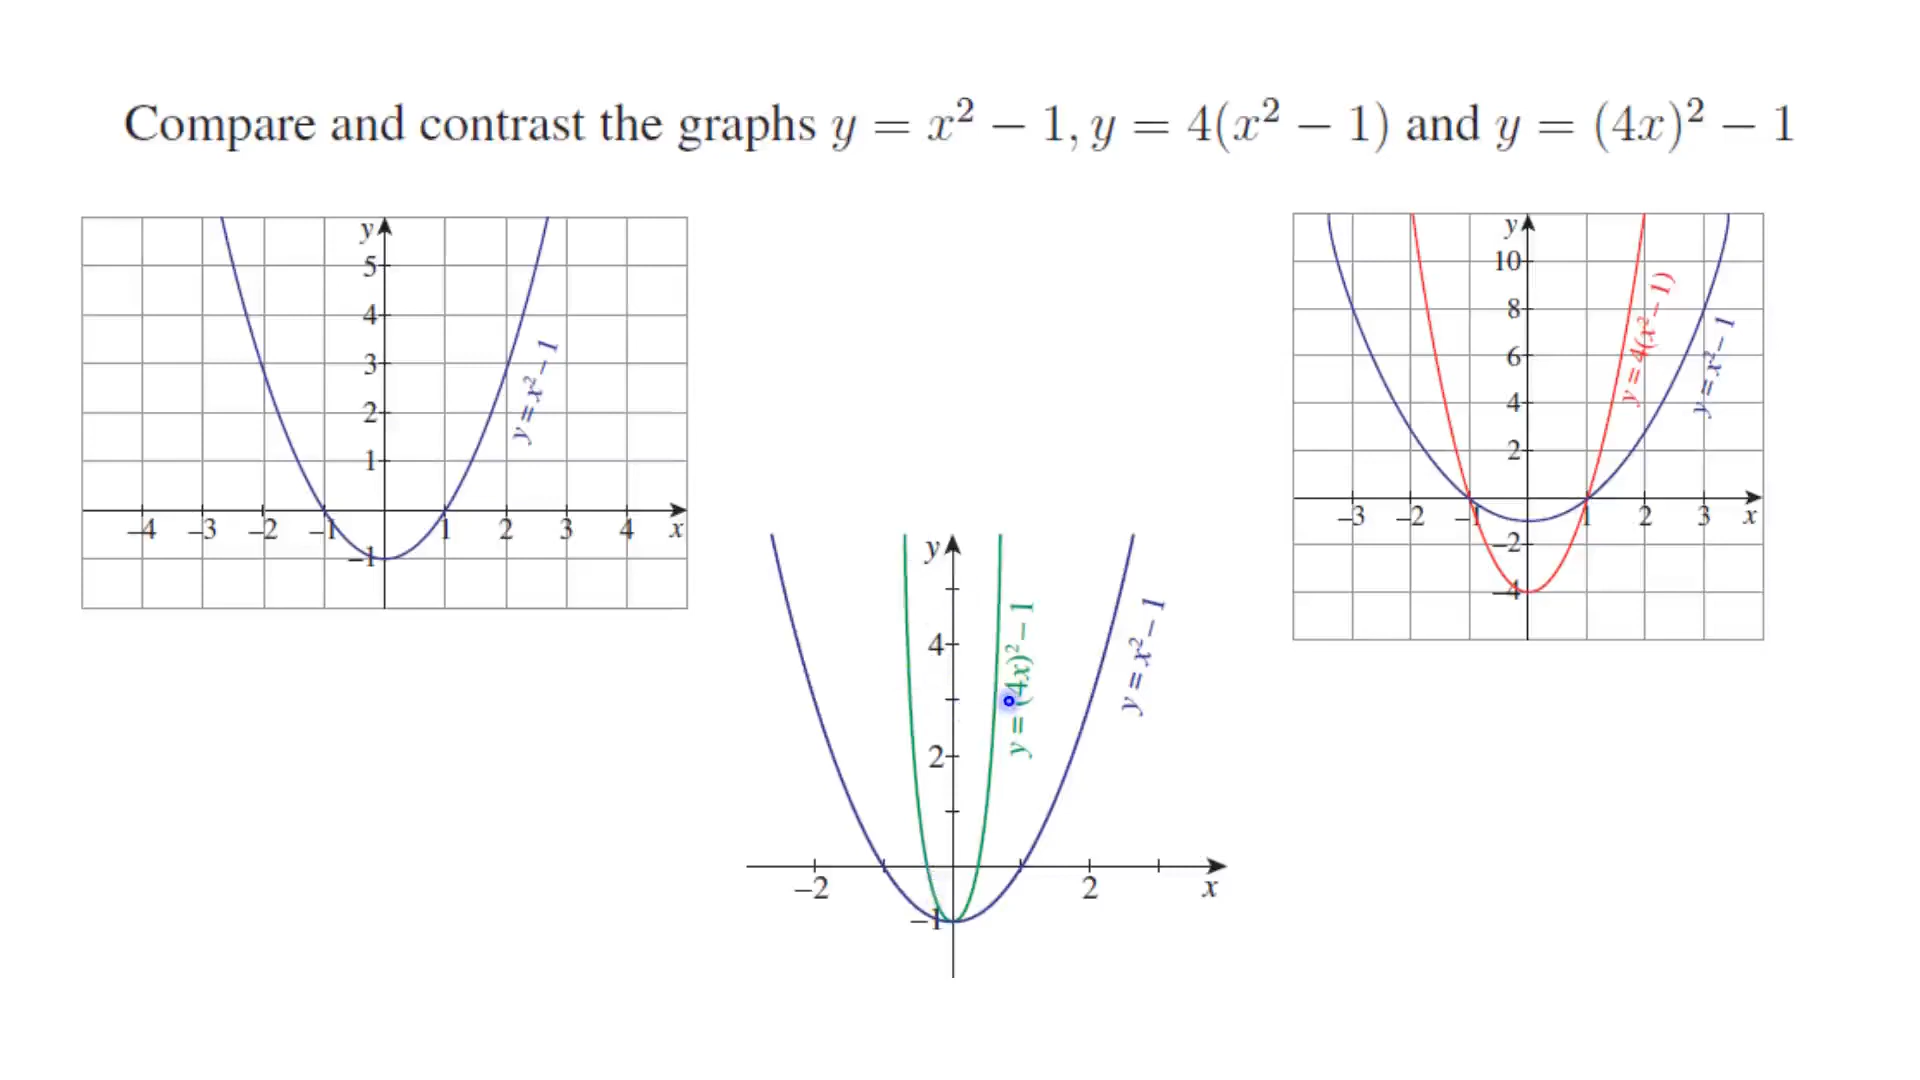 Compare and contrast the graphs y = x² − 1, y = 4(x² − 1) and y = (4x)² − 1
y
5
4
3
2
1
−4 −3 −2 −1 1 2 3 4 x
−1
y = x² − 1
y
10
8
6
4
2
−3 −2 −1 1 2 3 x
−2
−4
y = 4(x² − 1)
y = x² − 1
y
4
2
−2 2 x
−1
y = (4x)² − 1
y = x² − 1